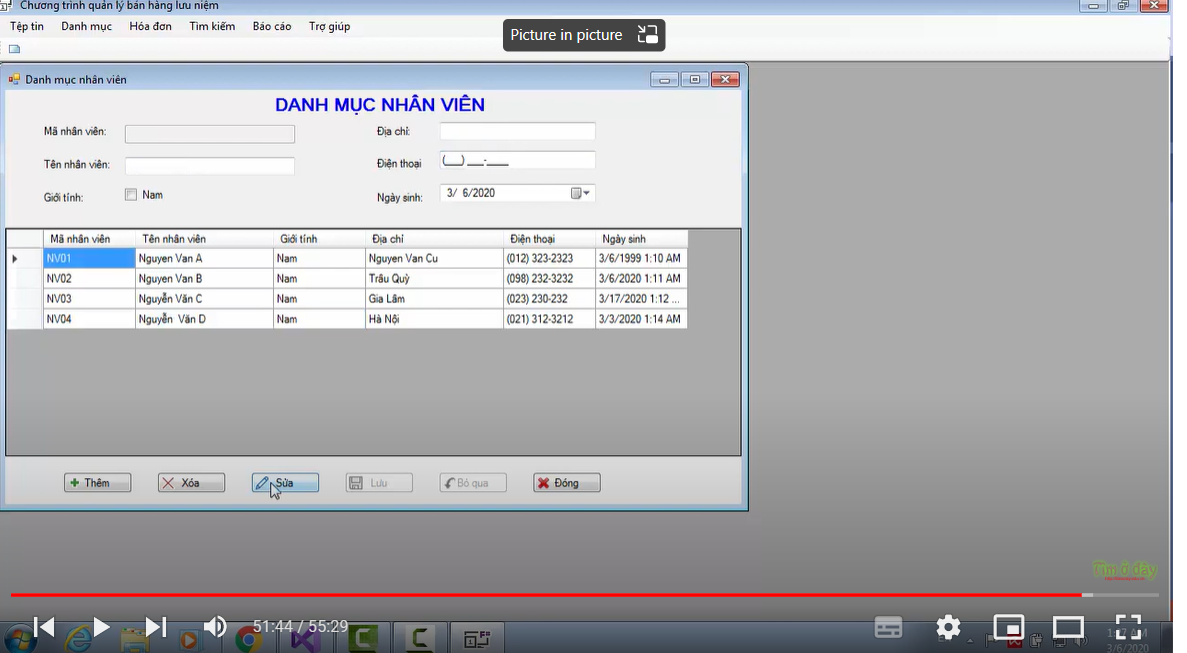 Chương trình quản lý bán hàng lưu niệm
Tệp tin Danh mục Hóa đơn Tìm kiếm Báo cáo Trợ giúp
Picture in picture
Danh mục nhân viên
DANH MỤC NHÂN VIÊN
Mã nhân viên: Địa chỉ:
Tên nhân viên: Điện thoại (___) ___-____
Giới tính: Nam Ngày sinh: 3/ 6/2020
Mã nhân viên Tên nhân viên Giới tính Địa chỉ Điện thoại Ngày sinh
NV01 Nguyen Van A Nam Nguyen Van Cu (012) 323-2323 3/6/1999 1:10 AM
NV02 Nguyen Van B Nam Trâu Quỳ (098) 232-3232 3/6/2020 1:11 AM
NV03 Nguyễn Văn C Nam Gia Lâm (023) 230-232 3/17/2020 1:12 ...
NV04 Nguyễn Văn D Nam Hà Nội (021) 312-3212 3/3/2020 1:14 AM
Thêm Xóa Sửa Lưu Bỏ qua Đóng
Tìm ở đây
51:44 / 55:29
3/6/2020